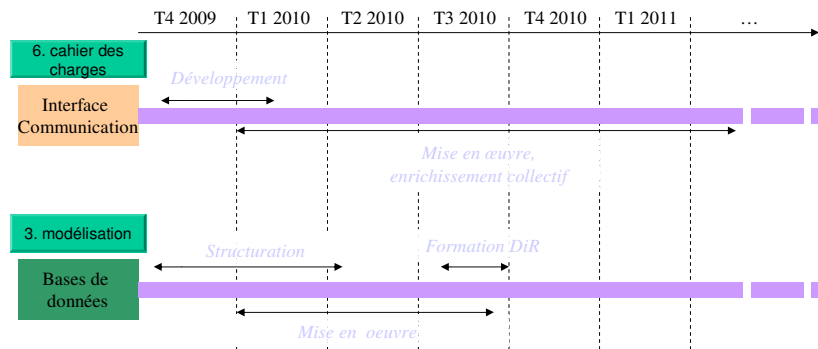 T4 2009 T1 2010 T2 2010 T3 2010 T4 2010 T1 2011 …
6. cahier des
charges
Développement
Interface
Communication
Mise en œuvre,
enrichissement collectif
3. modélisation
Structuration
Formation DiR
Bases de
données
Mise en oeuvre